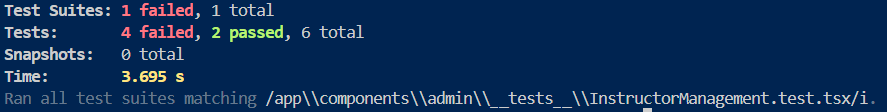 Test Suites: 1 failed, 1 total
Tests:       4 failed, 2 passed, 6 total
Snapshots:   0 total
Time:        3.695 s
Ran all test suites matching /app\\components\\admin\\__tests__\\InstructorManagement.test.tsx/i.